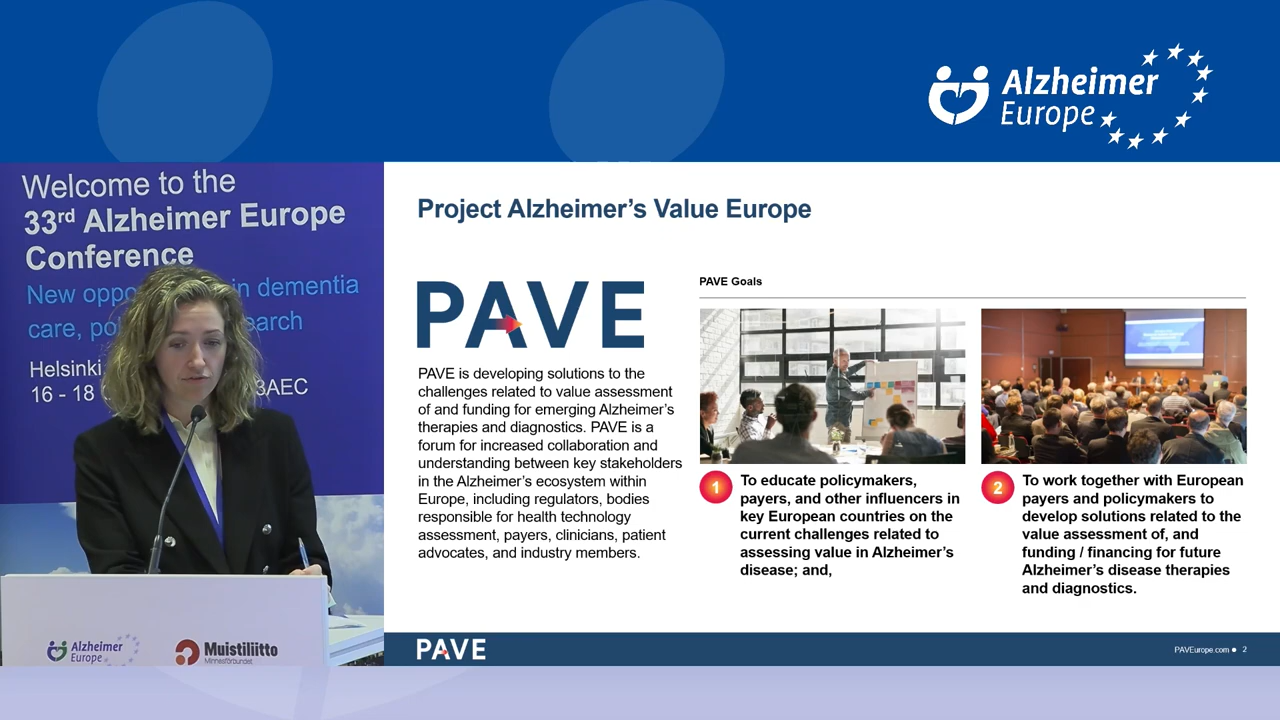 Alzheimer
Europe
Welcome to the
33rd Alzheimer Europe
Conference
in dementia
care,
Helsinki
16 - 18
Project Alzheimer's Value Europe
PAVE
PAVE is developing solutions to the
challenges related to value assessment
of and funding for emerging Alzheimer's
therapies and diagnostics. PAVE is a
forum for increased collaboration and
understanding between key stakeholders
in the Alzheimer's ecosystem within
Europe, including regulators, bodies
responsible for health technology
assessment, payers, clinicians, patient
advocates, and industry members.
PAVE Goals
1
To educate policymakers,
payers, and other influencers in
key European countries on the
current challenges related to
assessing value in Alzheimer's
disease; and,
2
To work together with European
payers and policymakers to
develop solutions related to the
value assessment of, and
funding / financing for future
Alzheimer's disease therapies
and diagnostics.
Alzheimer
Europe
Muistiliitto
Minnesförbundet
PAVE
PAVEurope.com ● 2